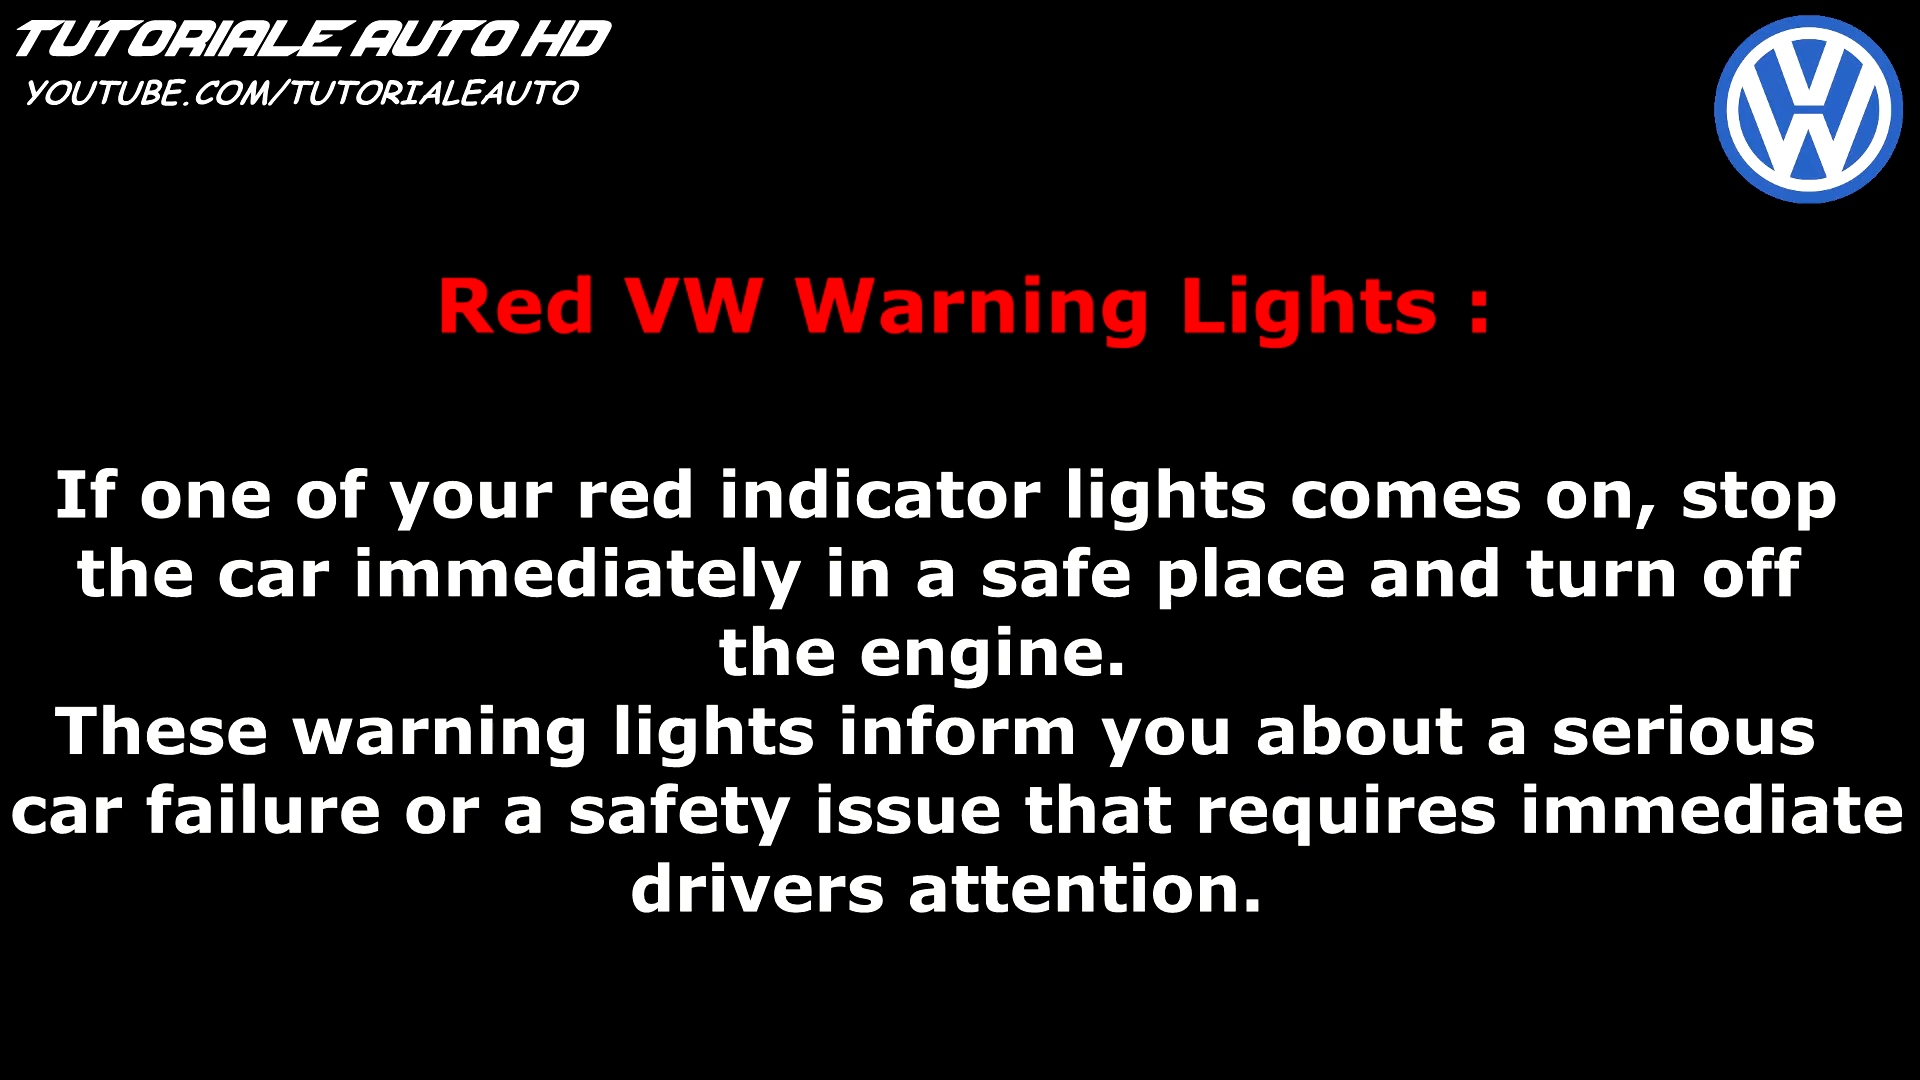 TUTORIALE AUTO HD
YOUTUBE.COM/TUTORIALEAUTO
VW
Red VW Warning Lights :
If one of your red indicator lights comes on, stop
the car immediately in a safe place and turn off
the engine.
These warning lights inform you about a serious
car failure or a safety issue that requires immediate
drivers attention.